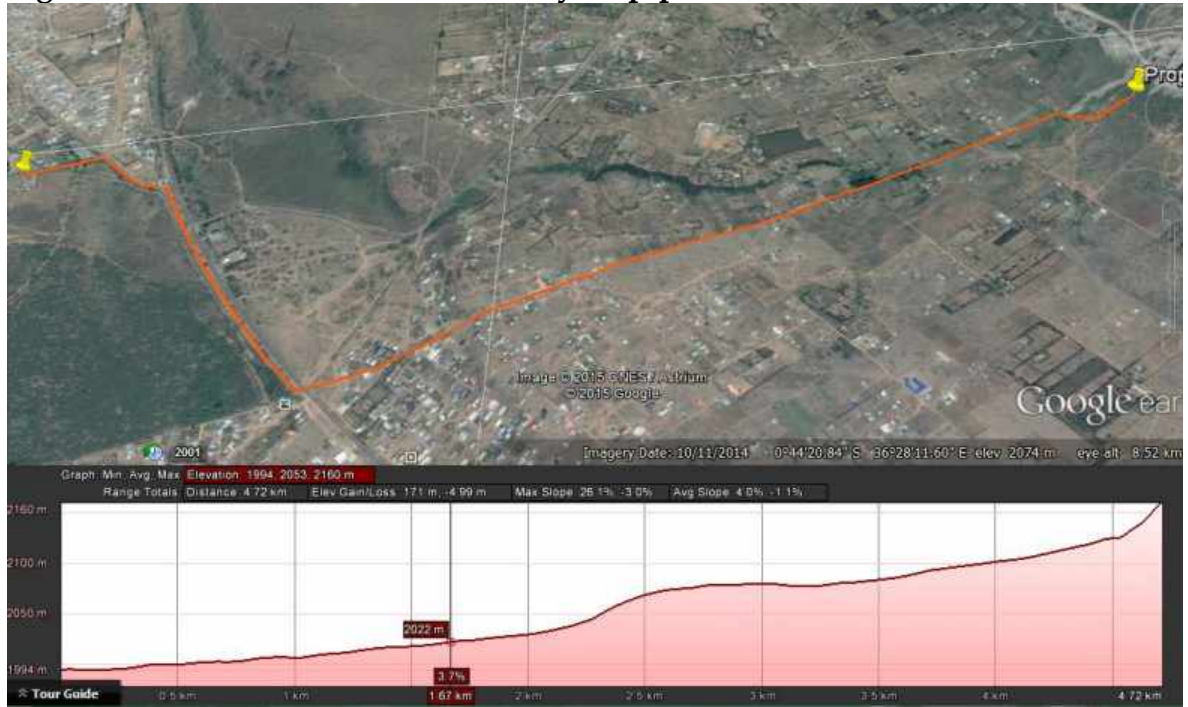 Prop
Image © 2015 CNES / Astrium
© 2015 Google
Google ear
2001
Imagery Date: 10/11/2014 0°44'20.84" S 36°28'11.60" E elev 2074 m eye alt 8.52 km
Graph: Min, Avg, Max Elevation: 1994, 2053, 2160 m
Range Totals: Distance: 4.72 km Elev Gain/Loss: 171 m, -4.99 m Max Slope: 26.1%, -3.0% Avg Slope: 4.0%, -1.1%
2160 m
2100 m
2050 m
2022 m
1994 m
3.7%
Tour Guide 0.5 km 1 km 1.67 km 2 km 2.5 km 3 km 3.5 km 4 km 4.72 km